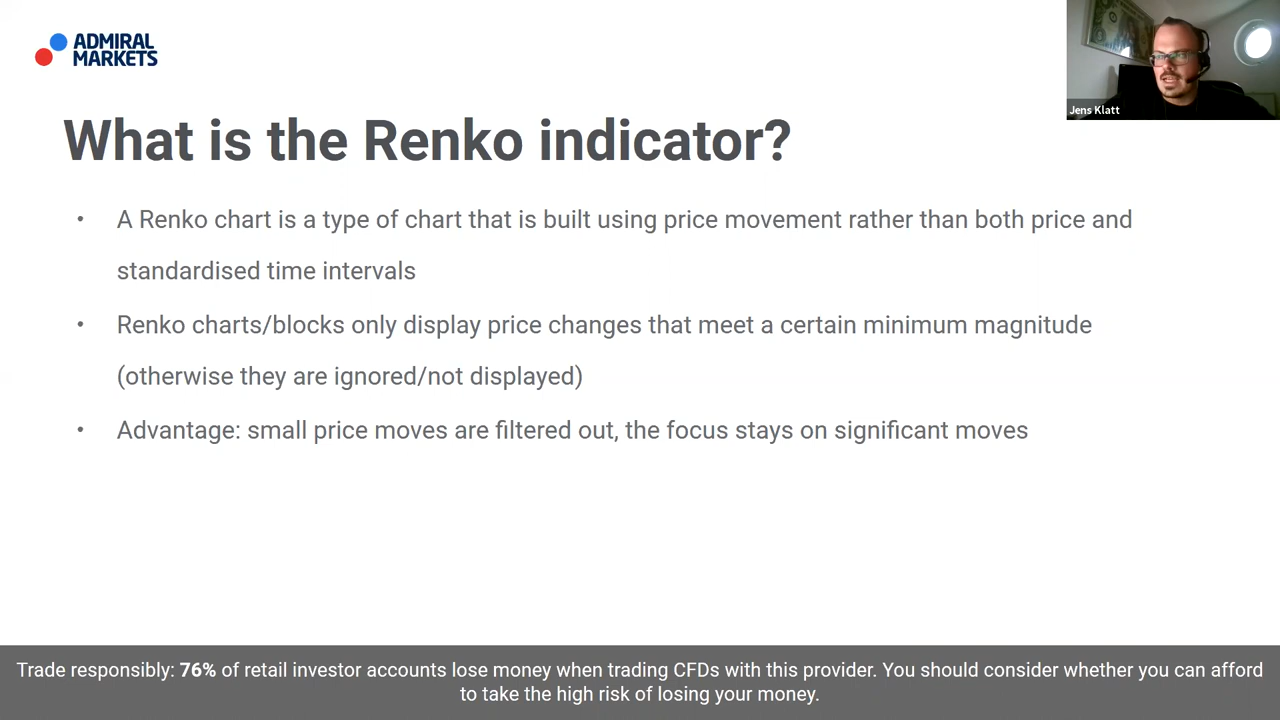 ADMIRAL
MARKETS
Jens Klatt
What is the Renko indicator?
• A Renko chart is a type of chart that is built using price movement rather than both price and
standardised time intervals
• Renko charts/blocks only display price changes that meet a certain minimum magnitude
(otherwise they are ignored/not displayed)
• Advantage: small price moves are filtered out, the focus stays on significant moves
Trade responsibly: 76% of retail investor accounts lose money when trading CFDs with this provider. You should consider whether you can afford
to take the high risk of losing your money.